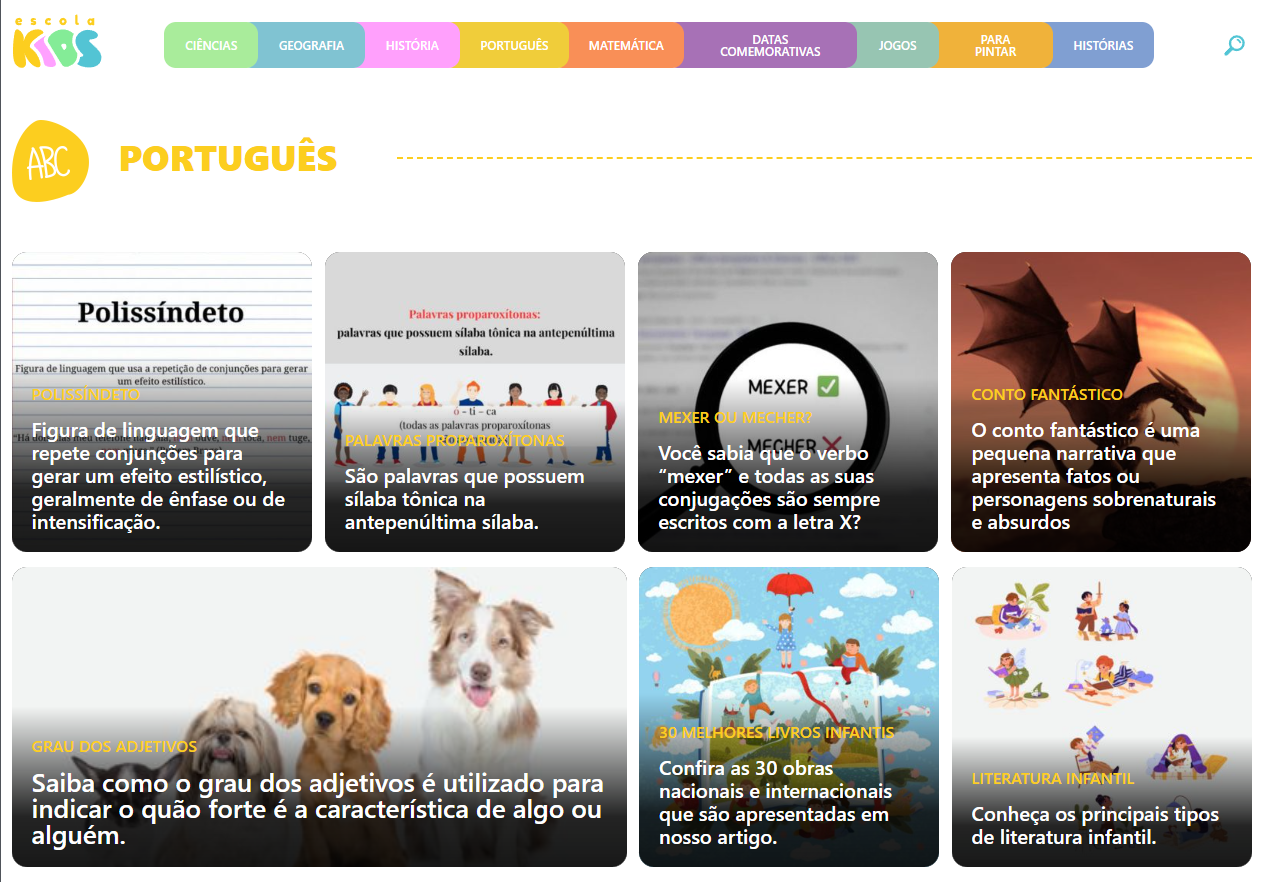 escola
KIDS
CIÊNCIAS
GEOGRAFIA
HISTÓRIA
PORTUGUÊS
MATEMÁTICA
DATAS
COMEMORATIVAS
JOGOS
PARA
PINTAR
HISTÓRIAS
ABC
PORTUGUÊS
Polissíndeto
Figura de linguagem que usa a repetição de conjunções para gerar
um efeito estilístico.
POLISSÍNDETO
Figura de linguagem que
repete conjunções para
gerar um efeito estilístico,
geralmente de ênfase ou de
intensificação.
Palavras proparoxítonas:
palavras que possuem sílaba tônica na antepenúltima
sílaba.
ó - ti - ca
(todas as palavras proparoxítonas
PALAVRAS PROPAROXÍTONAS
São palavras que possuem
sílaba tônica na
antepenúltima sílaba.
MEXER
MEXER OU MECHER?
MECHER
Você sabia que o verbo
“mexer” e todas as suas
conjugações são sempre
escritos com a letra X?
CONTO FANTÁSTICO
O conto fantástico é uma
pequena narrativa que
apresenta fatos ou
personagens sobrenaturais
e absurdos
GRAU DOS ADJETIVOS
Saiba como o grau dos adjetivos é utilizado para
indicar o quão forte é a característica de algo ou
alguém.
30 MELHORES LIVROS INFANTIS
Confira as 30 obras
nacionais e internacionais
que são apresentadas em
nosso artigo.
LITERATURA INFANTIL
Conheça os principais tipos
de literatura infantil.